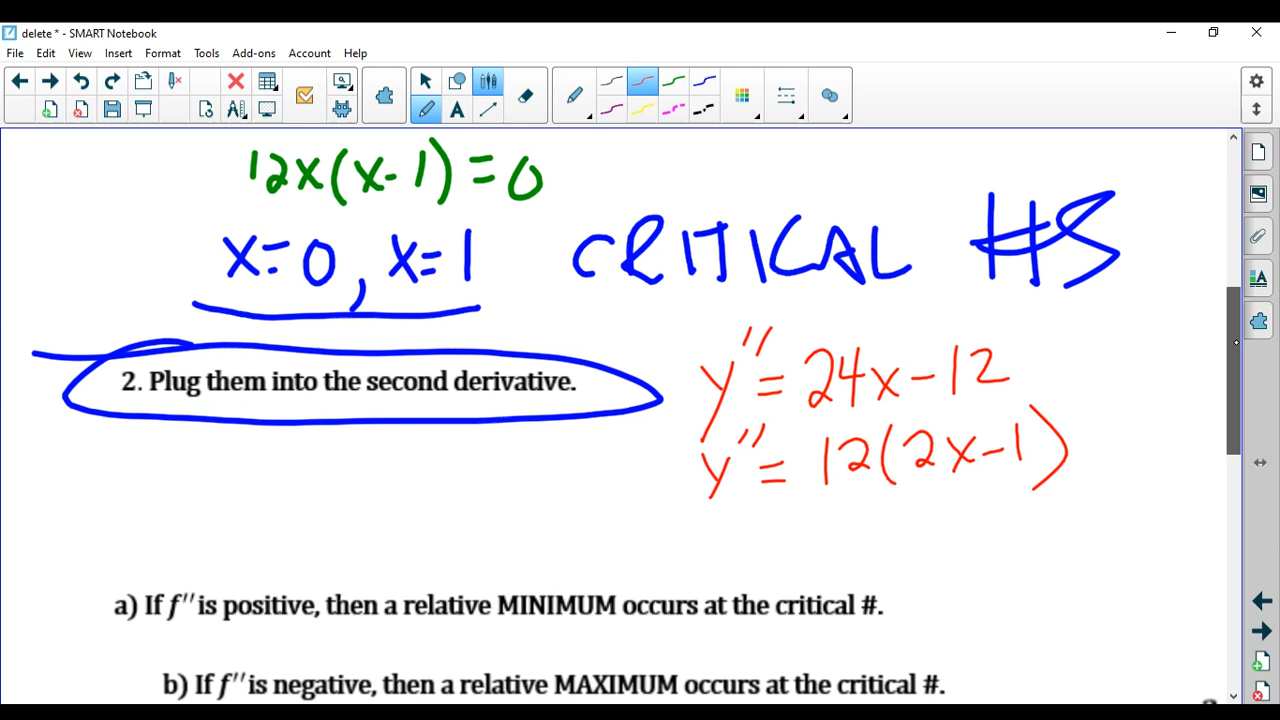 delete * - SMART Notebook
File Edit View Insert Format Tools Add-ons Account Help
12x(x-1)=0
x=0, x=1 CRITICAL #S
2. Plug them into the second derivative.
y''=24x-12
y''=12(2x-1)
a) If f'' is positive, then a relative MINIMUM occurs at the critical #.
b) If f'' is negative, then a relative MAXIMUM occurs at the critical #.